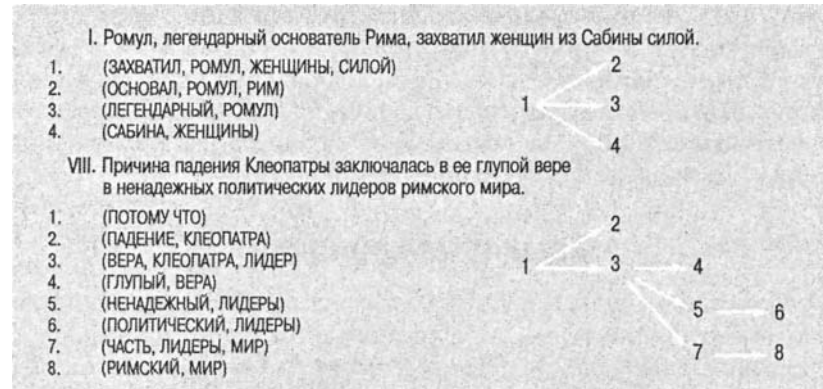 I. Ромул, легендарный основатель Рима, захватил женщин из Сабины силой.
1. (ЗАХВАТИЛ, РОМУЛ, ЖЕНЩИНЫ, СИЛОЙ)
2. (ОСНОВАЛ, РОМУЛ, РИМ)
3. (ЛЕГЕНДАРНЫЙ, РОМУЛ)
4. (САБИНА, ЖЕНЩИНЫ)
2
1 3
4
VIII. Причина падения Клеопатры заключалась в ее глупой вере
в ненадежных политических лидеров римского мира.
1. (ПОТОМУ ЧТО)
2. (ПАДЕНИЕ, КЛЕОПАТРА)
3. (ВЕРА, КЛЕОПАТРА, ЛИДЕР)
4. (ГЛУПЫЙ, ВЕРА)
5. (НЕНАДЕЖНЫЙ, ЛИДЕРЫ)
6. (ПОЛИТИЧЕСКИЙ, ЛИДЕРЫ)
7. (ЧАСТЬ, ЛИДЕРЫ, МИР)
8. (РИМСКИЙ, МИР)
2
1 3 4
5 6
7 8